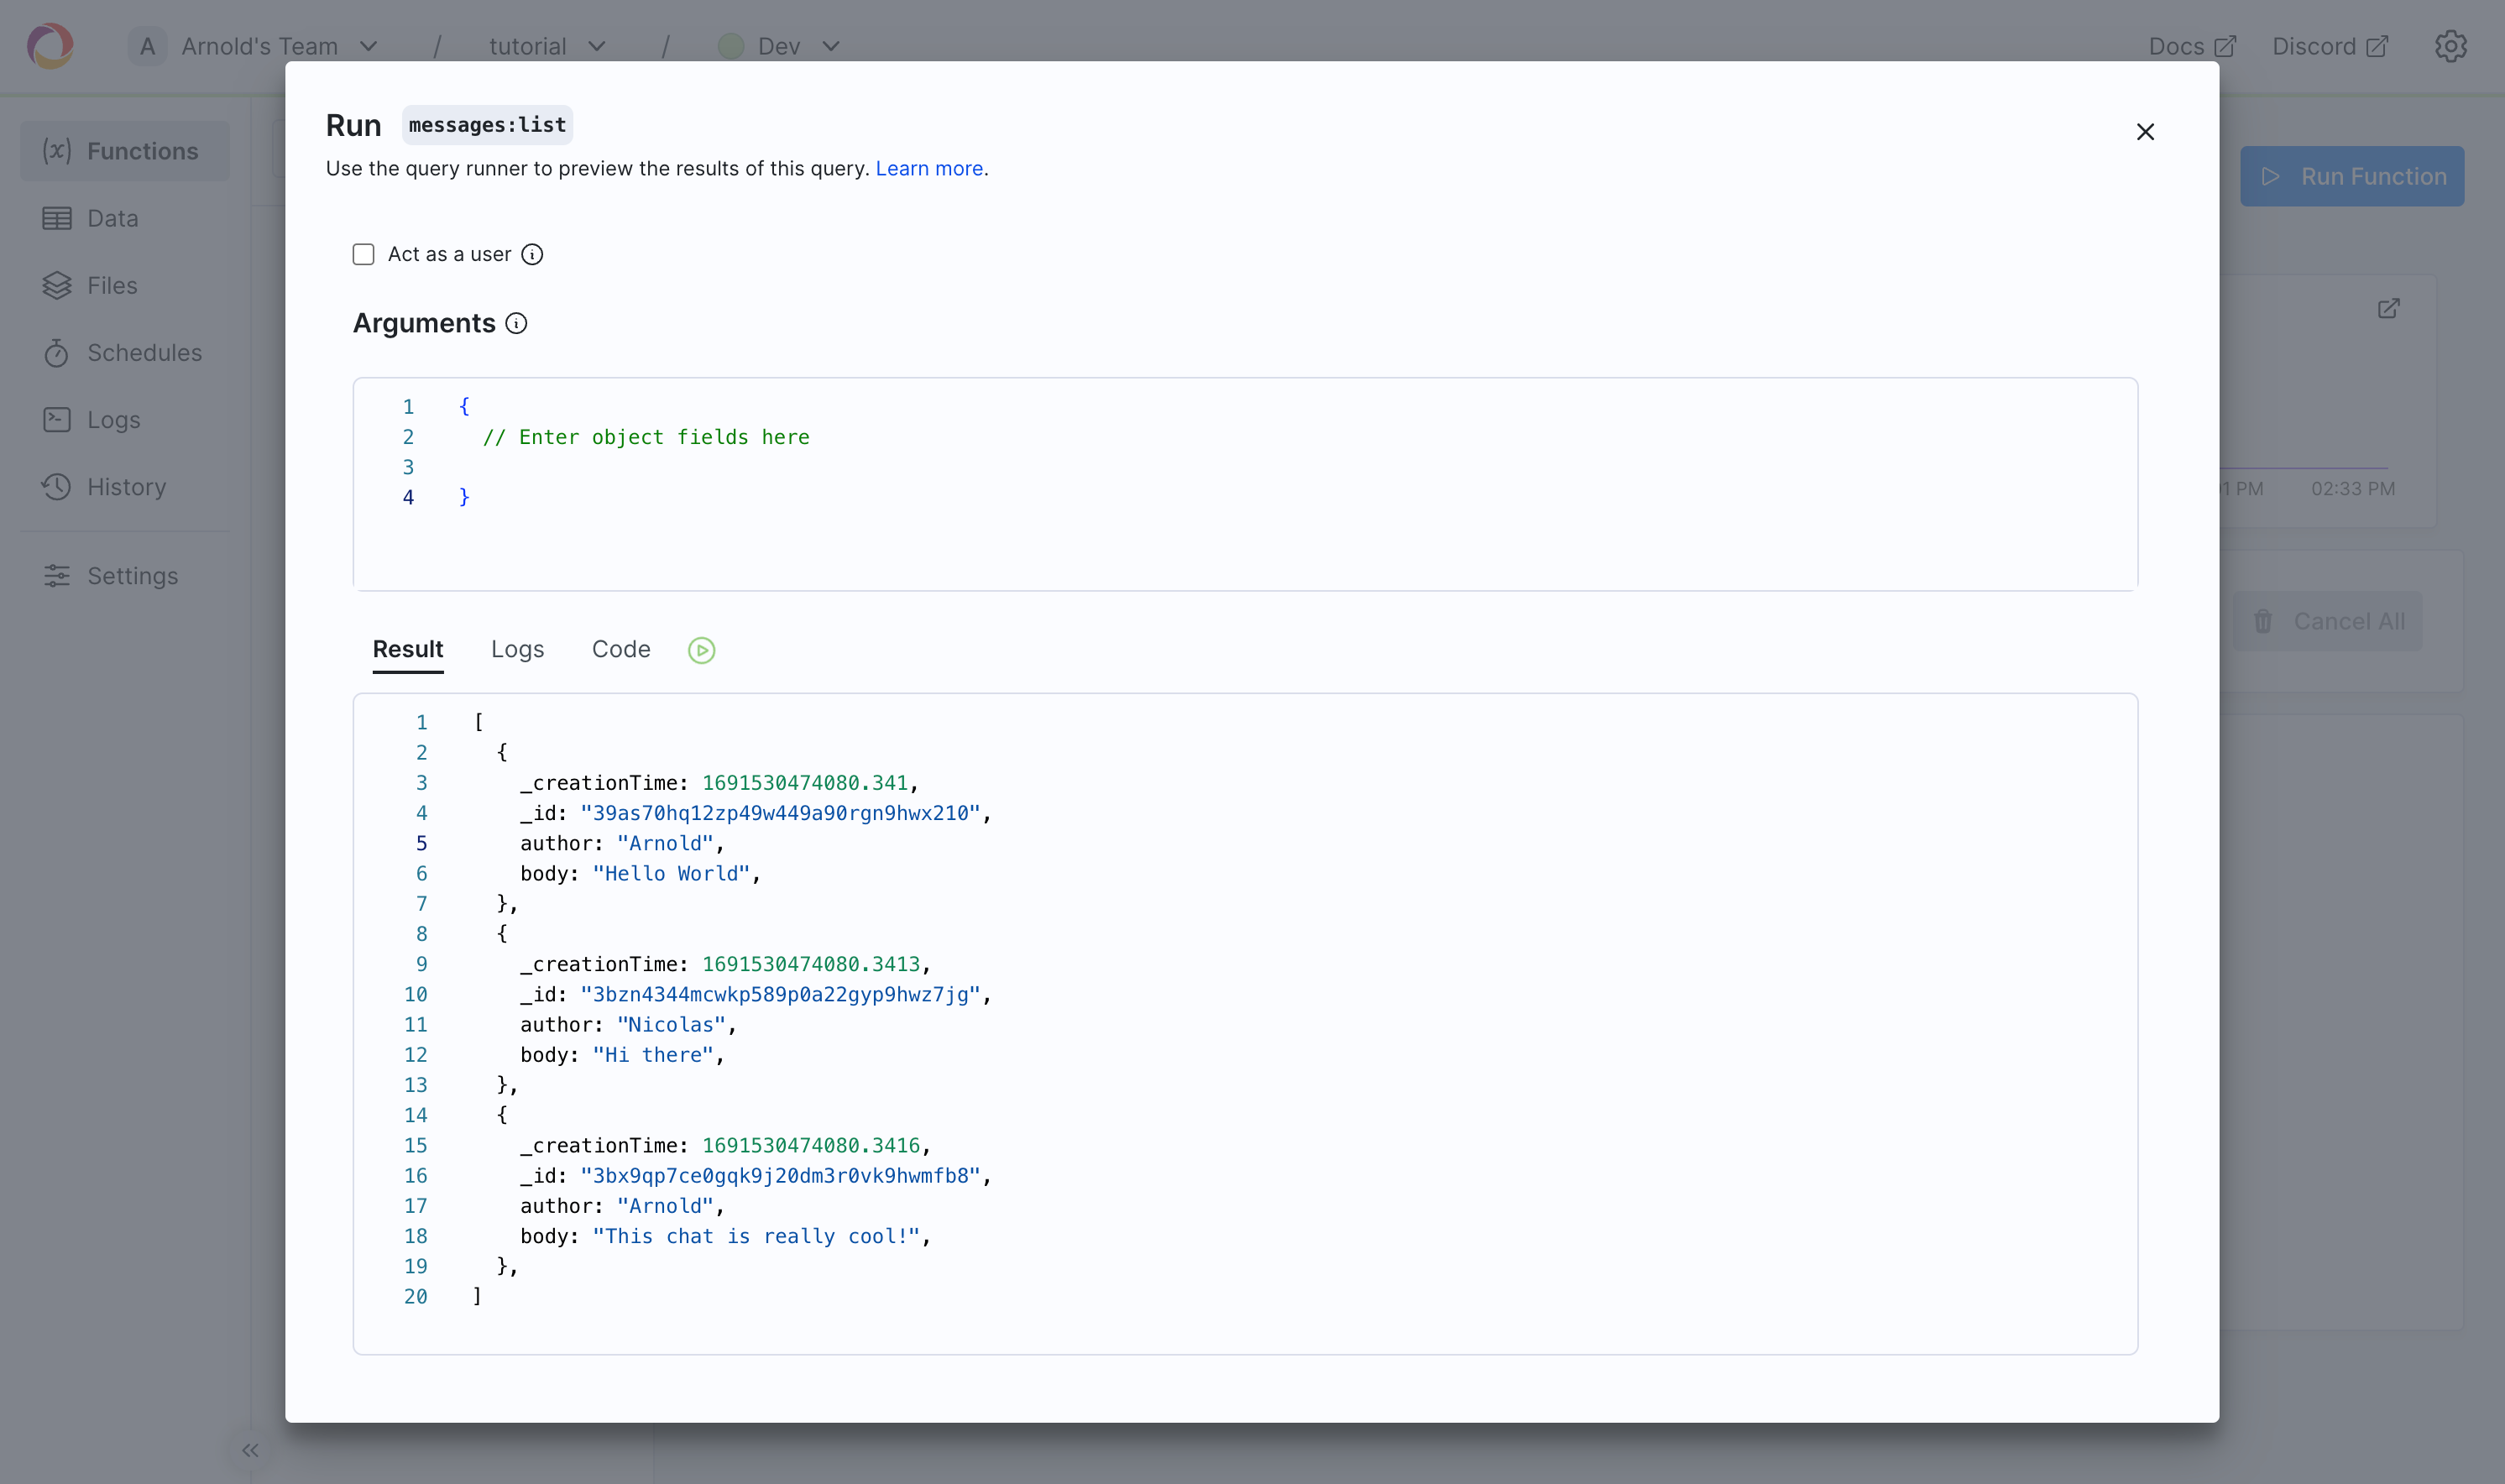 A Arnold's Team / tutorial / Dev Docs Discord
Run messages:list
Use the query runner to preview the results of this query. Learn more.
Functions
Data
Files
Schedules
Logs
History
Settings
Run Function
Act as a user
Arguments
1 {
2 // Enter object fields here
3
4 }
02:33 PM
Cancel All
Result Logs Code
1 [
2 {
3 _creationTime: 1691530474080.341,
4 _id: "39as70hq12zp49w449a90rgn9hwx210",
5 author: "Arnold",
6 body: "Hello World",
7 },
8 {
9 _creationTime: 1691530474080.3413,
10 _id: "3bzn4344mcwkp589p0a22gyp9hwz7jg",
11 author: "Nicolas",
12 body: "Hi there",
13 },
14 {
15 _creationTime: 1691530474080.3416,
16 _id: "3bx9qp7ce0gqk9j20dm3r0vk9hwmfb8",
17 author: "Arnold",
18 body: "This chat is really cool!",
19 },
20 ]